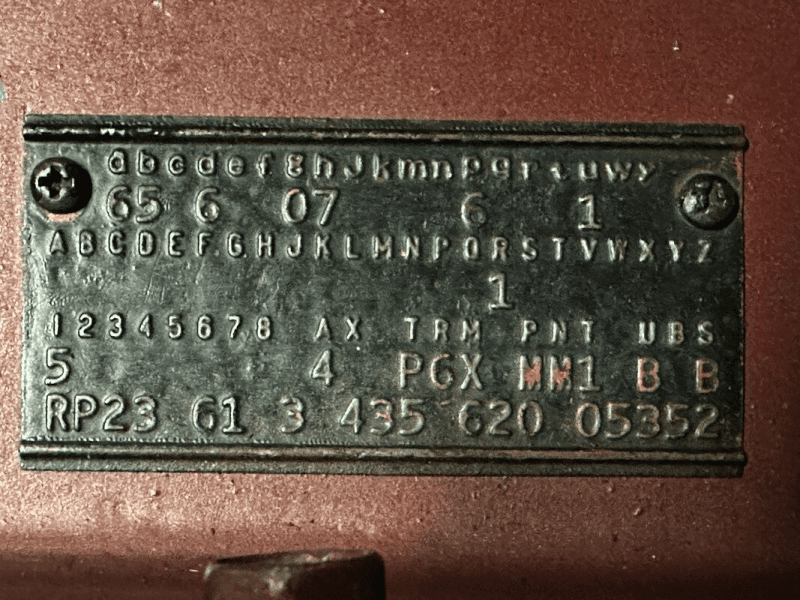 abcdefghJkmnpqrtuwy
65 6 07 6 1
ABCDEFGHJKLMNPQRSTVWXYZ
1
12345678 AX TRM PNT UBS
5 4 P6X MM1 B B
RP23 61 3 435 620 05352